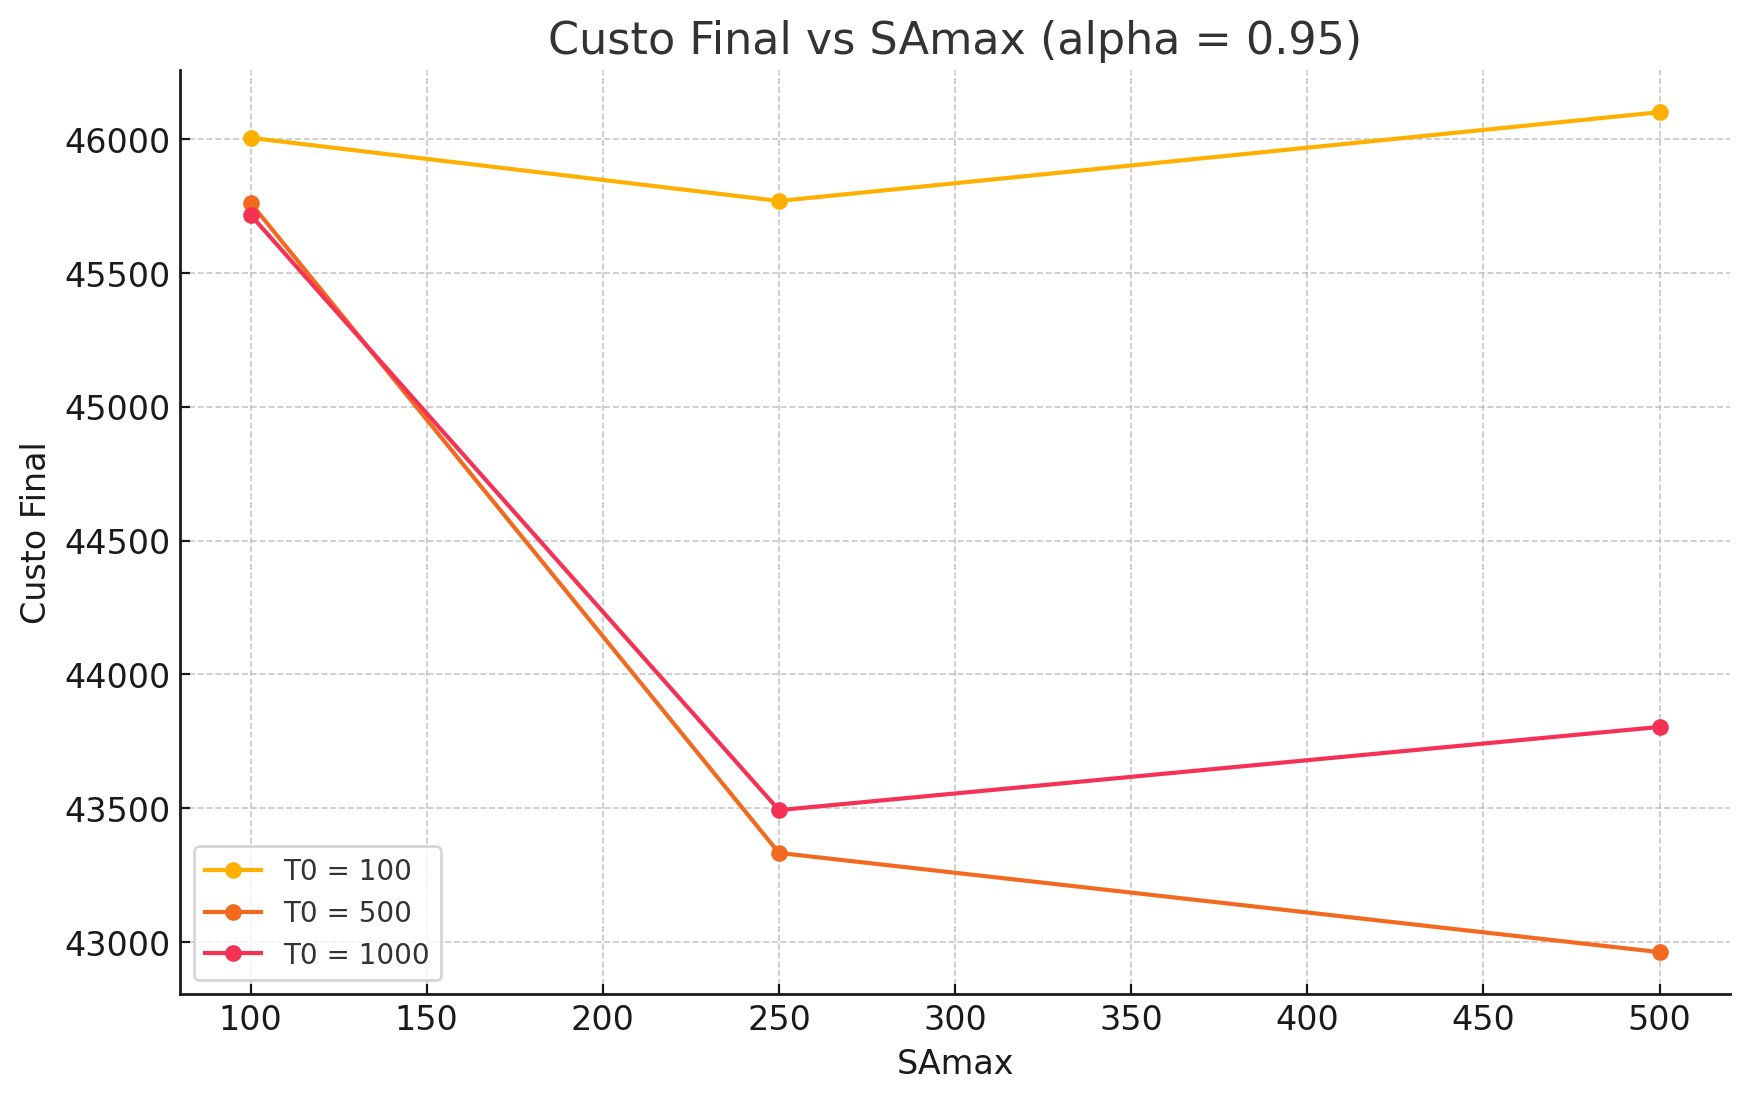 Custo Final vs SAmax (alpha = 0.95)
46000
45500
45000
44500
44000
43500
43000
Custo Final
T0 = 100
T0 = 500
T0 = 1000
100 150 200 250 300 350 400 450 500
SAmax